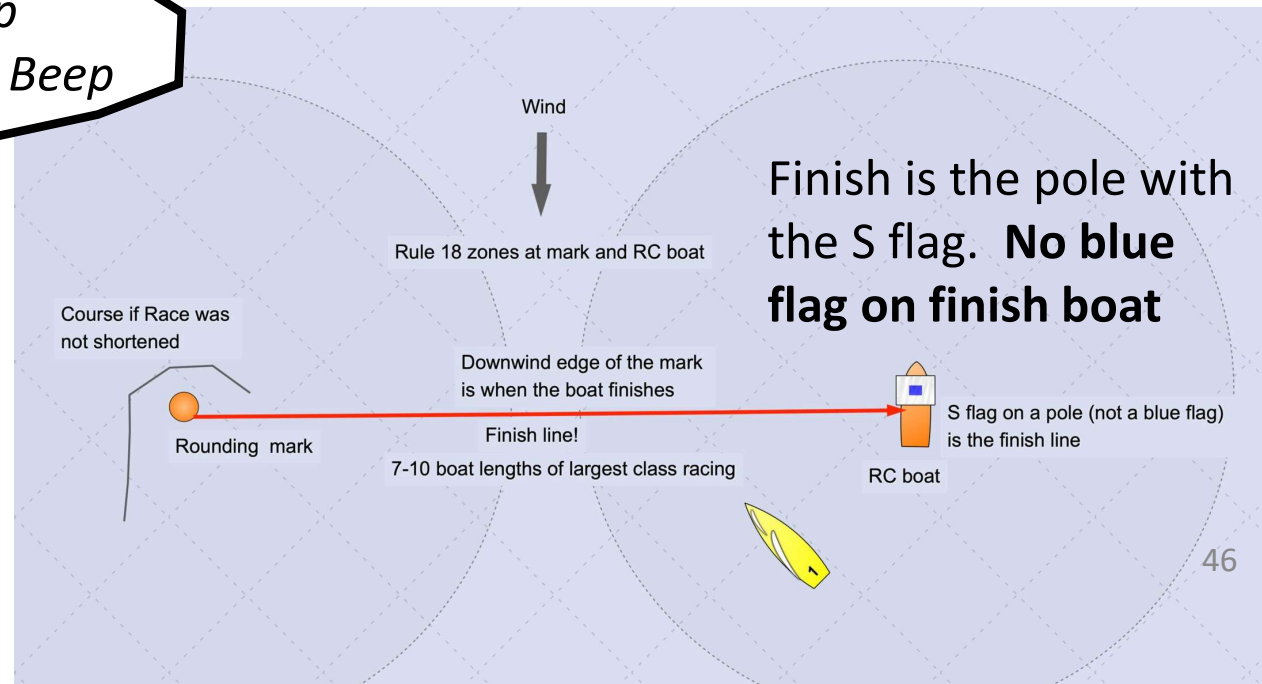 Beep
Wind
Finish is the pole with
the S flag. No blue
flag on finish boat
Rule 18 zones at mark and RC boat
Course if Race was
not shortened
Downwind edge of the mark
is when the boat finishes
S flag on a pole (not a blue flag)
is the finish line
Rounding mark
Finish line!
7-10 boat lengths of largest class racing
RC boat
1
46